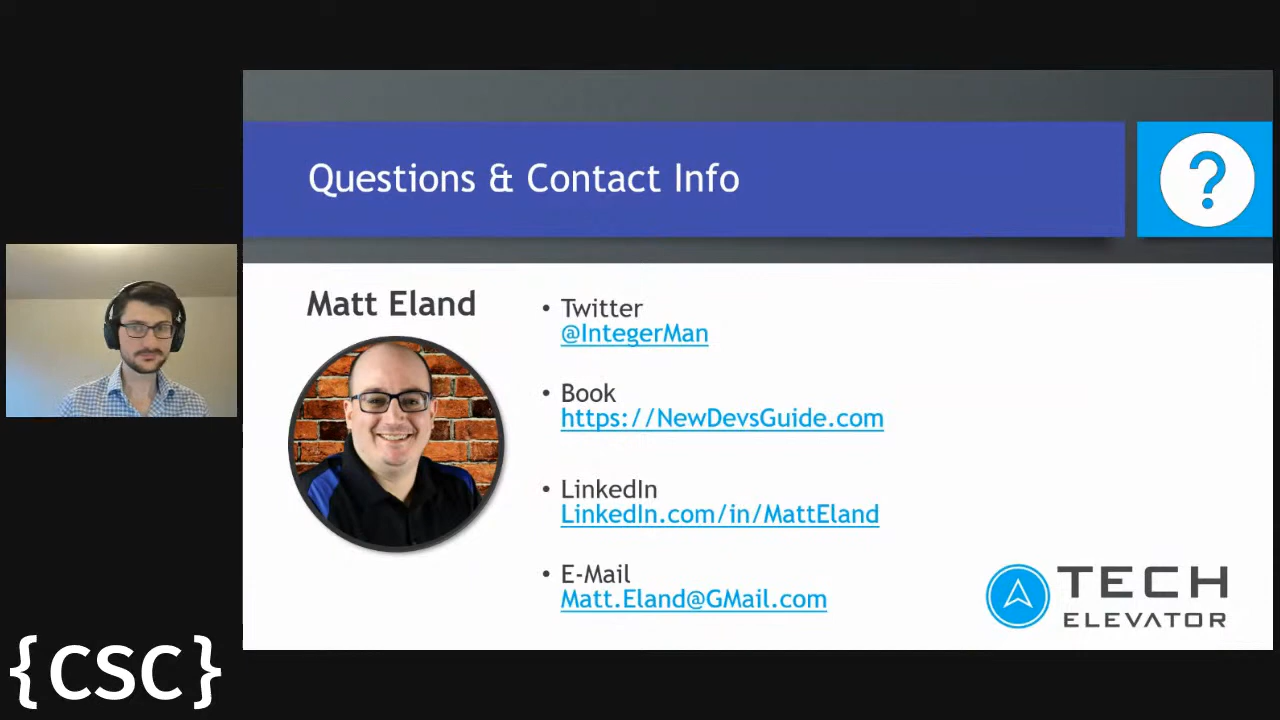 Questions & Contact Info
?
Matt Eland
• Twitter
@IntegerMan
• Book
https://NewDevsGuide.com
• LinkedIn
LinkedIn.com/in/MattEland
• E-Mail
Matt.Eland@GMail.com
TECH
ELEVATOR
{CSC}